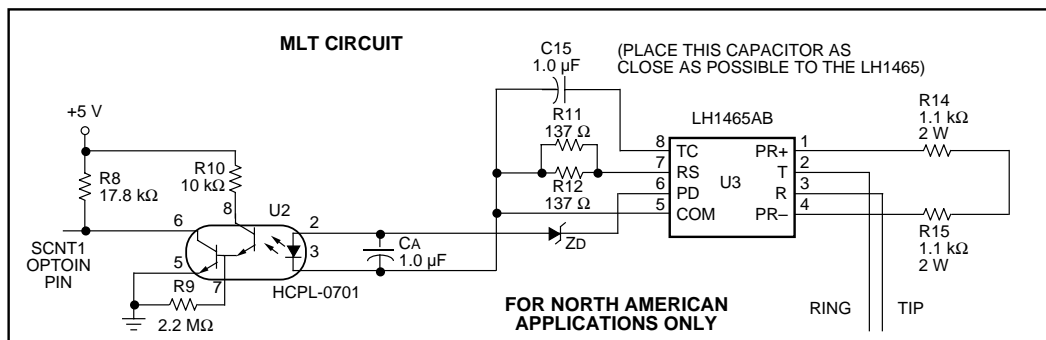 MLT CIRCUIT
C15
1.0 µF
(PLACE THIS CAPACITOR AS
CLOSE AS POSSIBLE TO THE LH1465)
+5 V
R11
137 Ω
LH1465AB
R14
1.1 kΩ
2 W
R8
17.8 kΩ
R10
10 kΩ
R12
137 Ω
8
7
6
5
TC
RS
PD
COM
U3
PR+
T
R
PR–
1
2
3
4
U2
8
6
2
3
5
7
SCNT1
OPTOIN
PIN
CA
1.0 µF
ZD
R15
1.1 kΩ
2 W
R9
2.2 MΩ
HCPL-0701
FOR NORTH AMERICAN
APPLICATIONS ONLY
RING
TIP